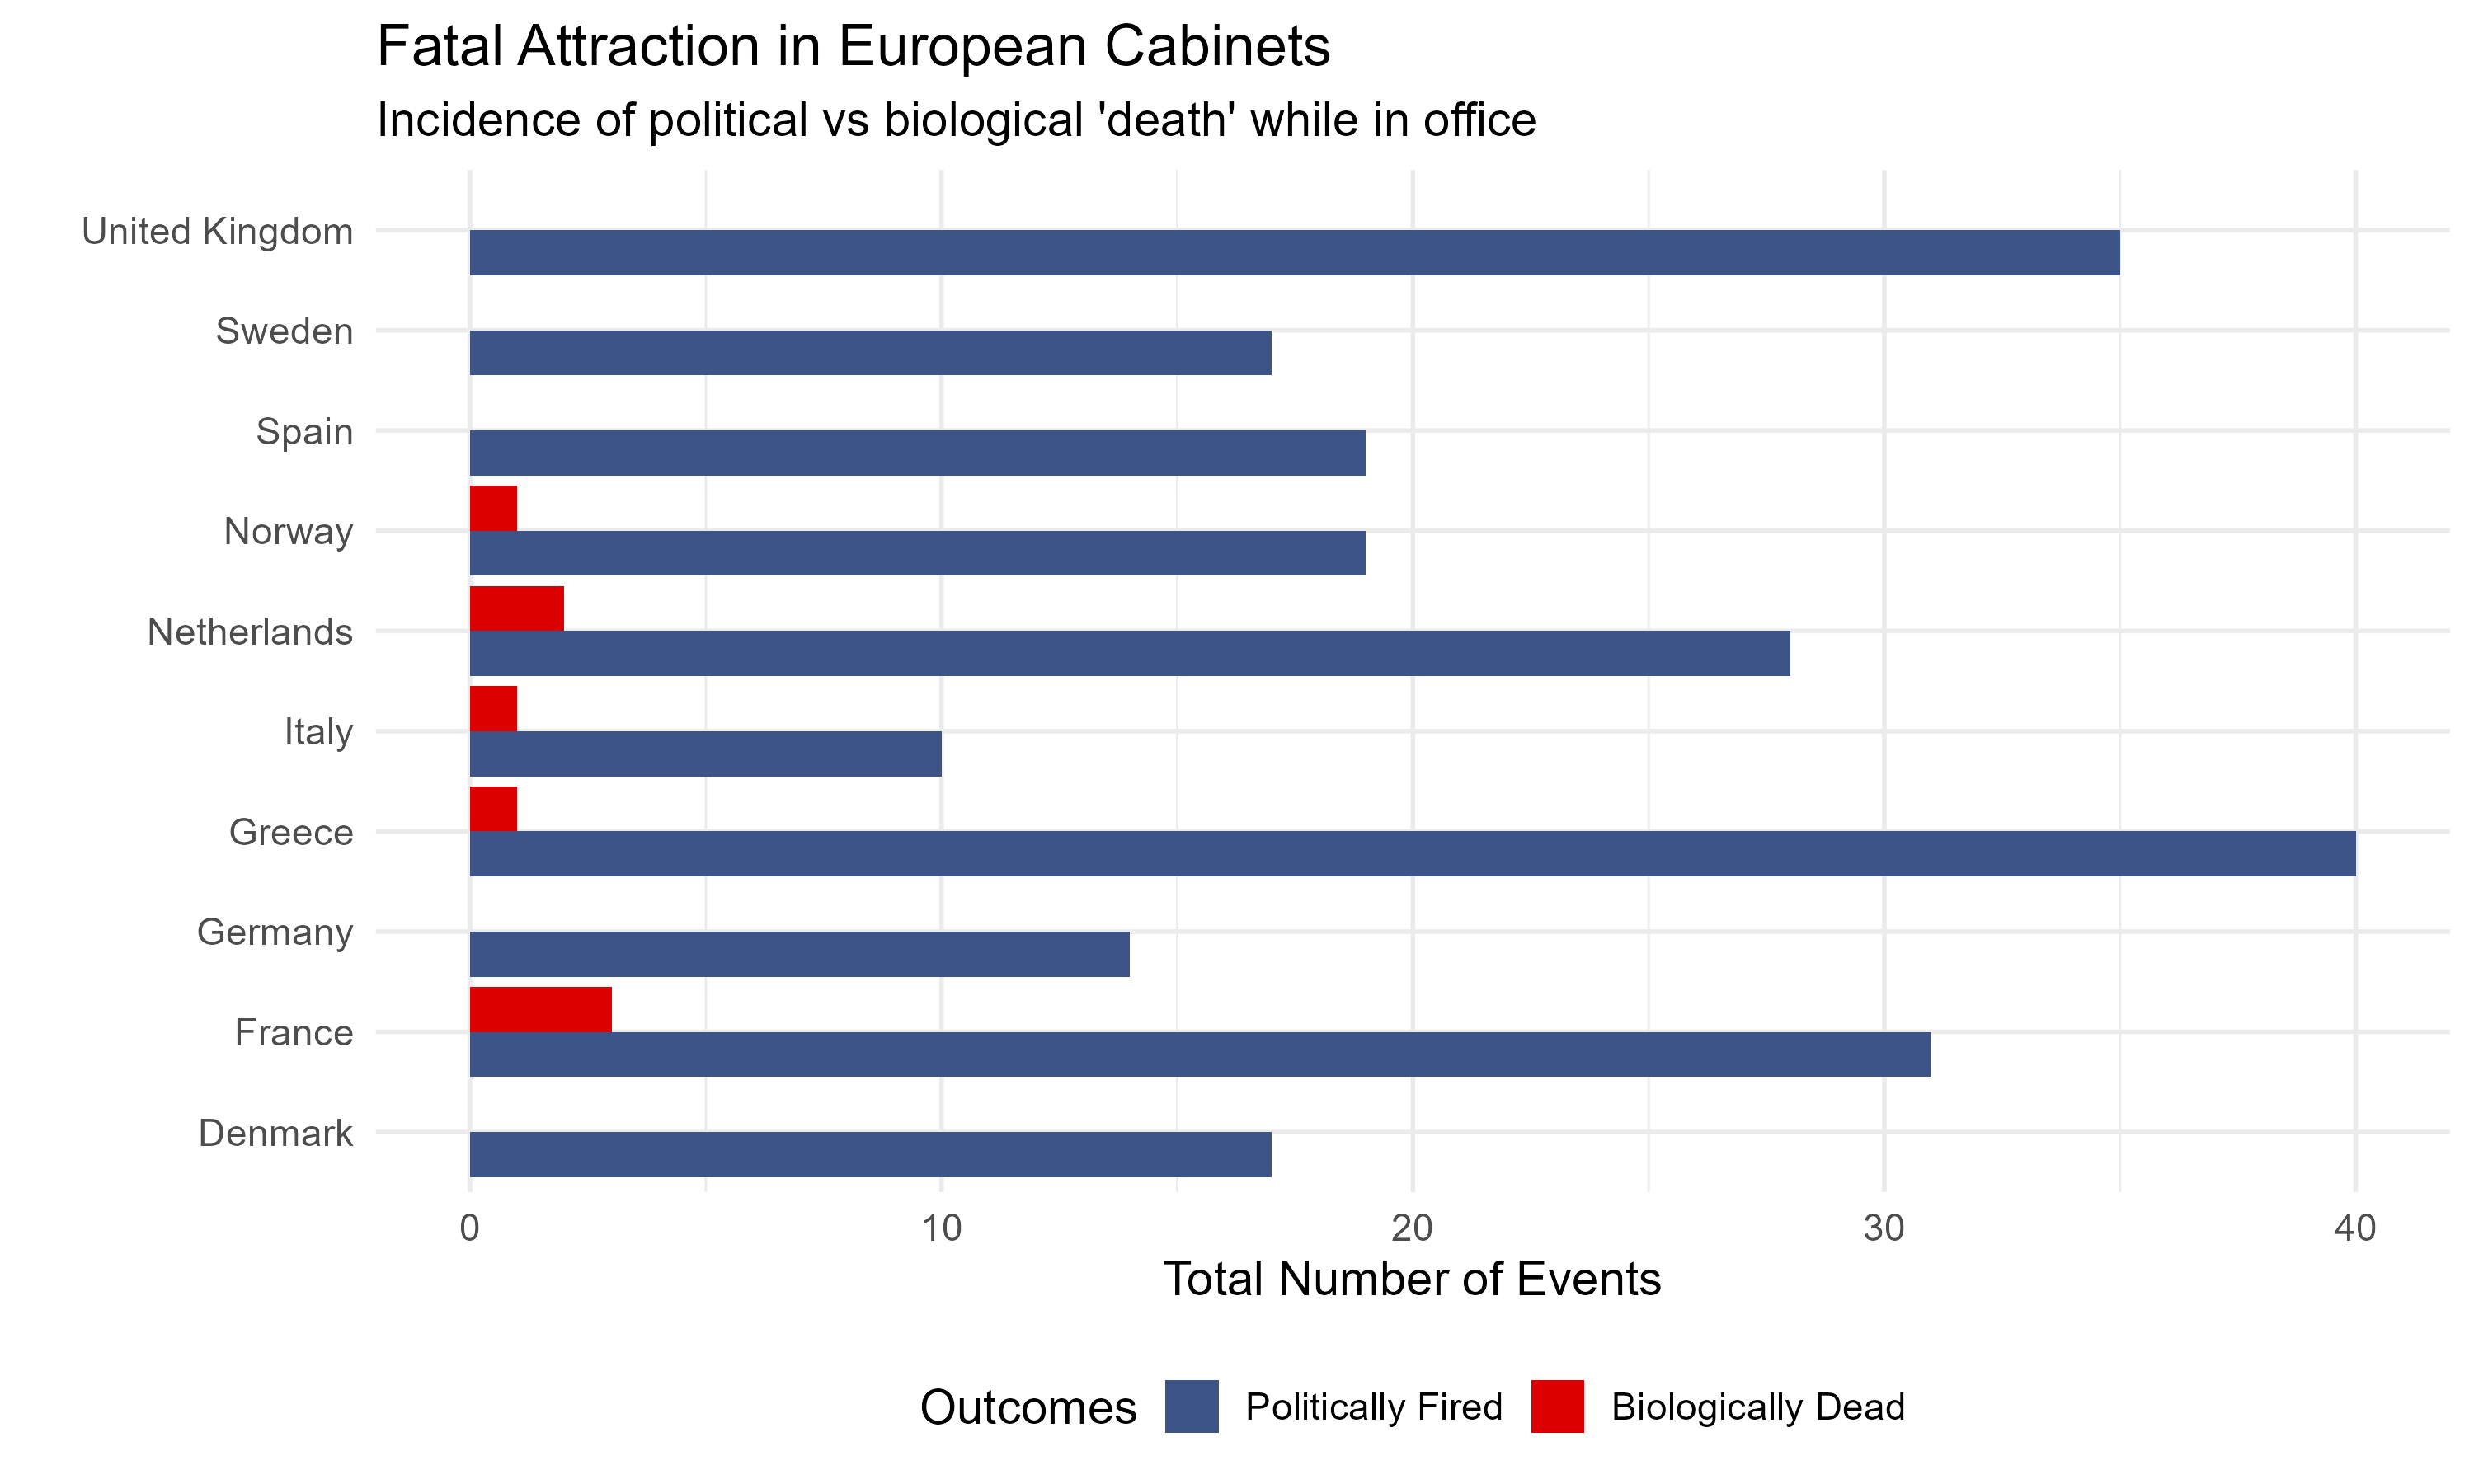 Fatal Attraction in European Cabinets
Incidence of political vs biological 'death' while in office
United Kingdom
Sweden
Spain
Norway
Netherlands
Italy
Greece
Germany
France
Denmark
0 10 20 30 40
Total Number of Events
Outcomes Politically Fired Biologically Dead